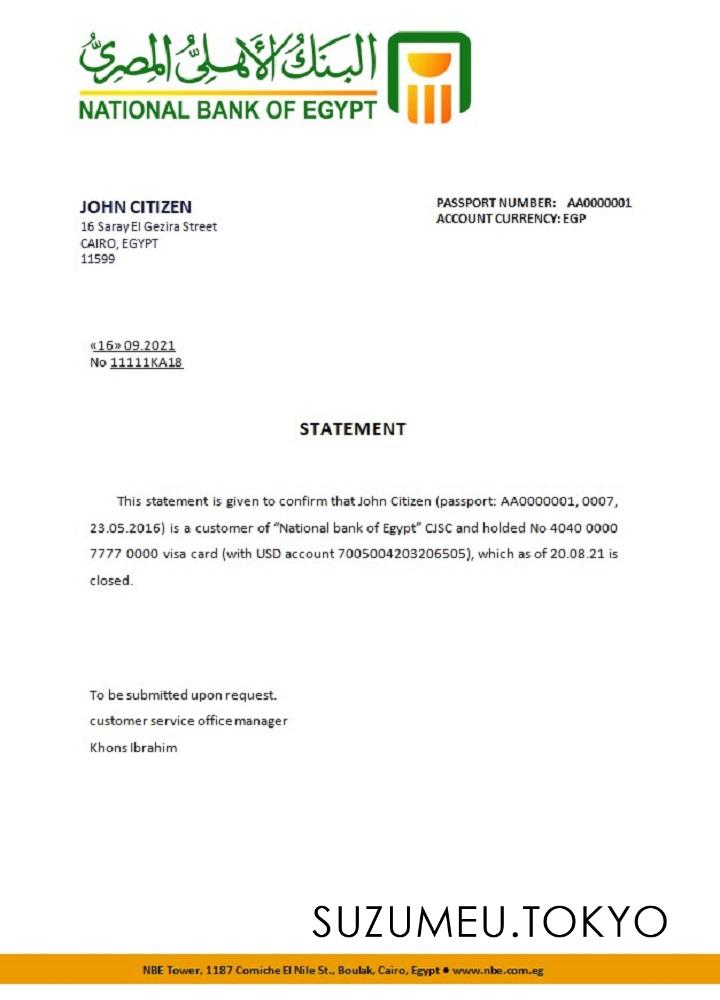 البنك الأهلي المصري
NATIONAL BANK OF EGYPT
JOHN CITIZEN
16 Saray El Gezira Street
CAIRO, EGYPT
11599
PASSPORT NUMBER: AA0000001
ACCOUNT CURRENCY: EGP
«16» 09.2021
No 11111KA18
STATEMENT
This statement is given to confirm that John Citizen (passport: AA0000001, 0007,
23.05.2016) is a customer of “National bank of Egypt” CJSC and holded No 4040 0000
7777 0000 visa card (with USD account 7005004203206505), which as of 20.08.21 is
closed.
To be submitted upon request.
customer service office manager
Khons Ibrahim
SUZUMEU.TOKYO
NBE Tower, 1187 Corniche El Nile St., Boulak, Cairo, Egypt ● www.nbe.com.eg